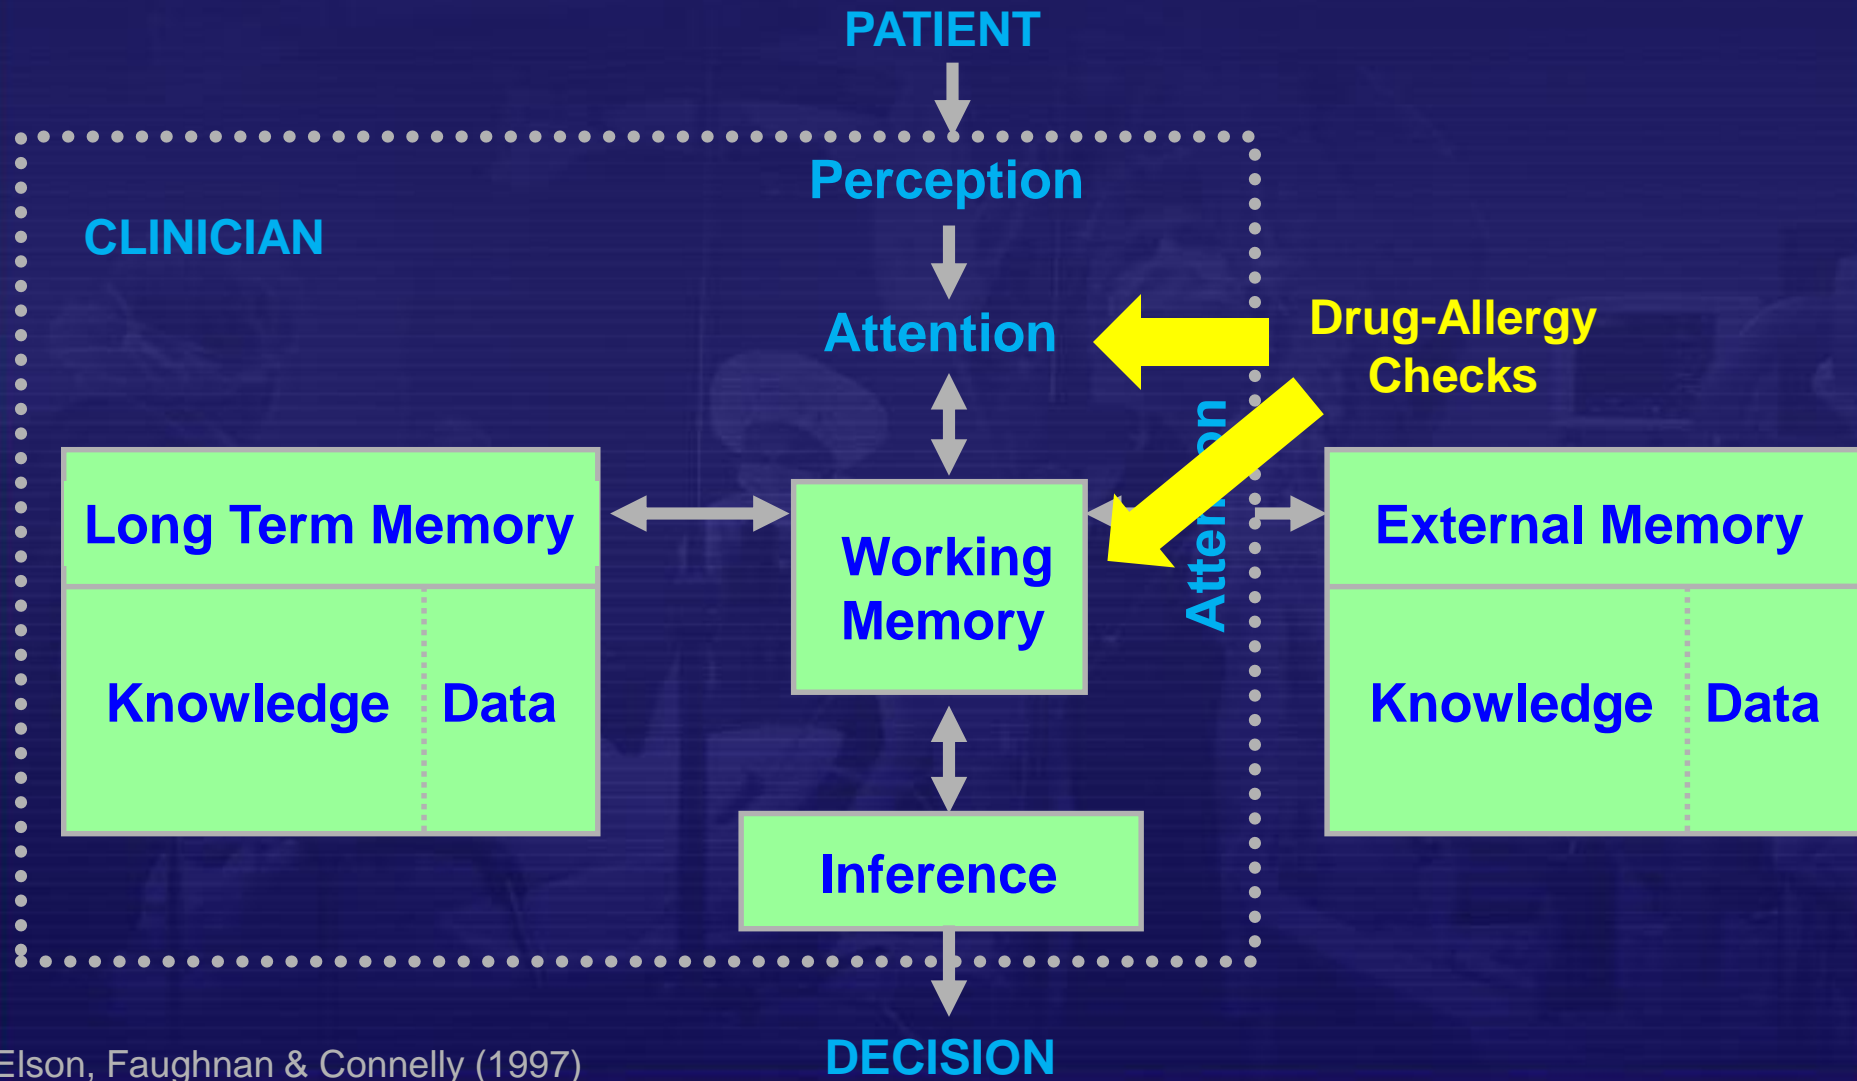 PATIENT
Perception
CLINICIAN
Attention
Drug-Allergy
Checks
Attention
Long Term Memory
Knowledge
Data
Working
Memory
External Memory
Knowledge
Data
Inference
DECISION
Elson, Faughnan & Connelly (1997)